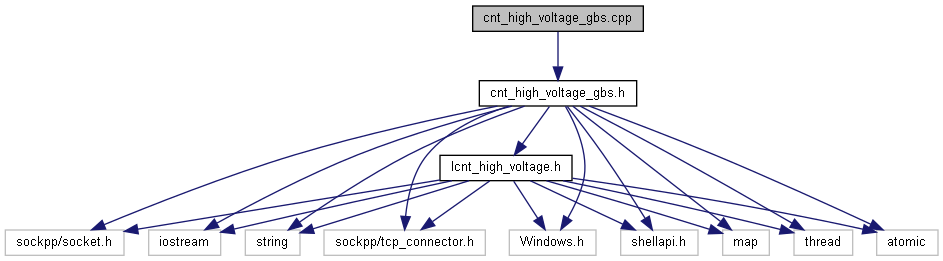 cnt_high_voltage_gbs.cpp
cnt_high_voltage_gbs.h
lcnt_high_voltage.h
sockpp/socket.h
iostream
string
sockpp/tcp_connector.h
Windows.h
shellapi.h
map
thread
atomic